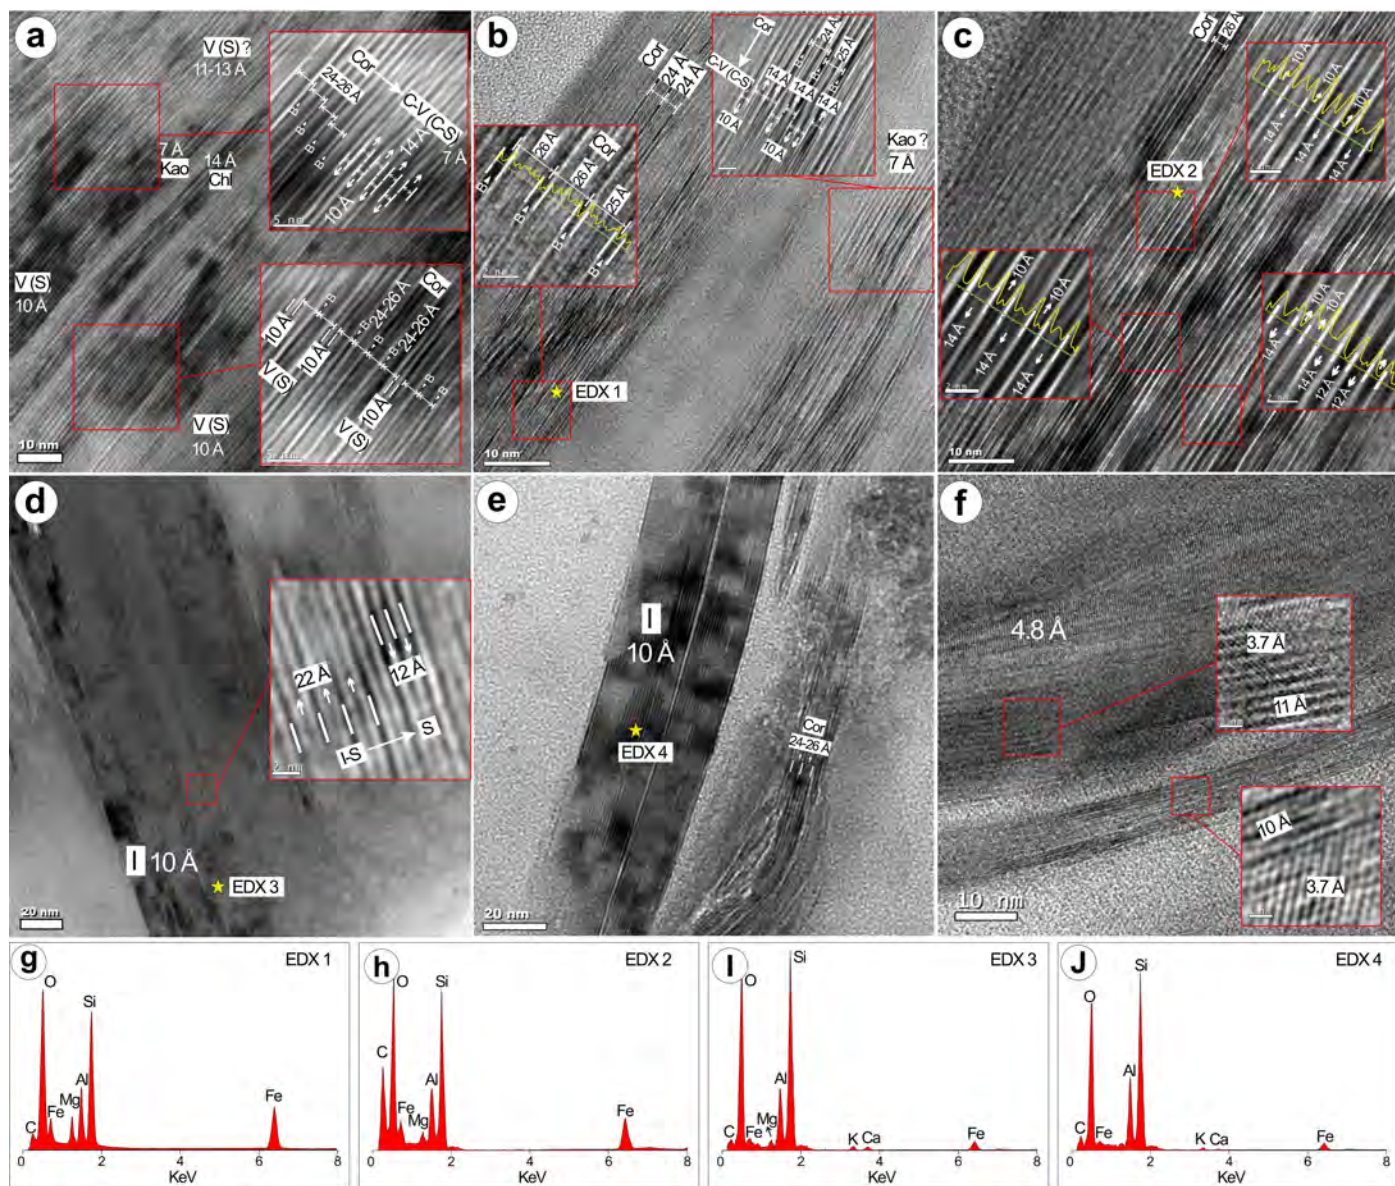 a
V (S) ?
11-13 Å
7 Å
Kao
14 Å
Chl
V (S)
10 Å
V (S)
10 Å
10 nm
24-26 Å
Cor
C-V (C-S)
B
B
B
B
14 Å
7 Å
10 Å
5 nm
10 Å
V (S)
10 Å
V (S)
10 Å
B
B
B
B
24-26 Å
24-26 Å
Cor
b
Cor
24 Å
24 Å
Cor
C-V (C-S)
24 Å
25 Å
B
B
14 Å
14 Å
14 Å
14 Å
10 Å
10 Å
Kao ?
7 Å
26 Å
Cor
26 Å
25 Å
B
B
B
B
EDX 1
10 nm
c
Cor
26 Å
10 Å
10 Å
14 Å
14 Å
14 Å
EDX 2
10 Å
10 Å
14 Å
14 Å
14 Å
2 nm
10 Å
10 Å
14 Å
14 Å
12 Å
12 Å
10 nm
d
22 Å
12 Å
I-S
S
2 nm
I 10 Å
EDX 3
20 nm
e
I
10 Å
EDX 4
Cor
24-26 Å
20 nm
f
4.8 Å
3.7 Å
11 Å
10 Å
3.7 Å
10 nm
g
EDX 1
O
Si
Al
Mg
Fe
C
Fe
0 2 4 6 8
KeV
h
EDX 2
O
Si
C
Al
Fe
Mg
Fe
0 2 4 6 8
KeV
I
EDX 3
Si
O
Al
Mg
C
Fe
K
Ca
Fe
0 2 4 6 8
KeV
J
EDX 4
Si
O
Al
C
Fe
K
Ca
Fe
0 2 4 6 8
KeV